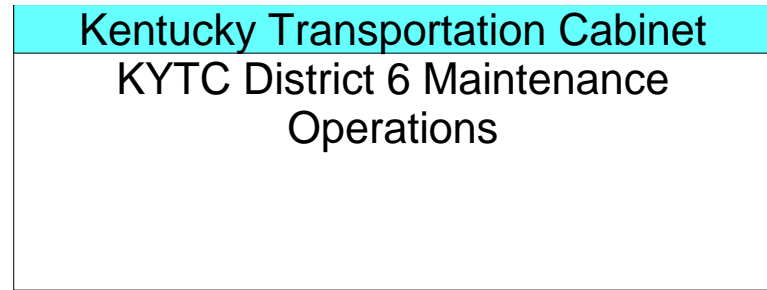 Kentucky Transportation Cabinet
KYTC District 6 Maintenance
Operations